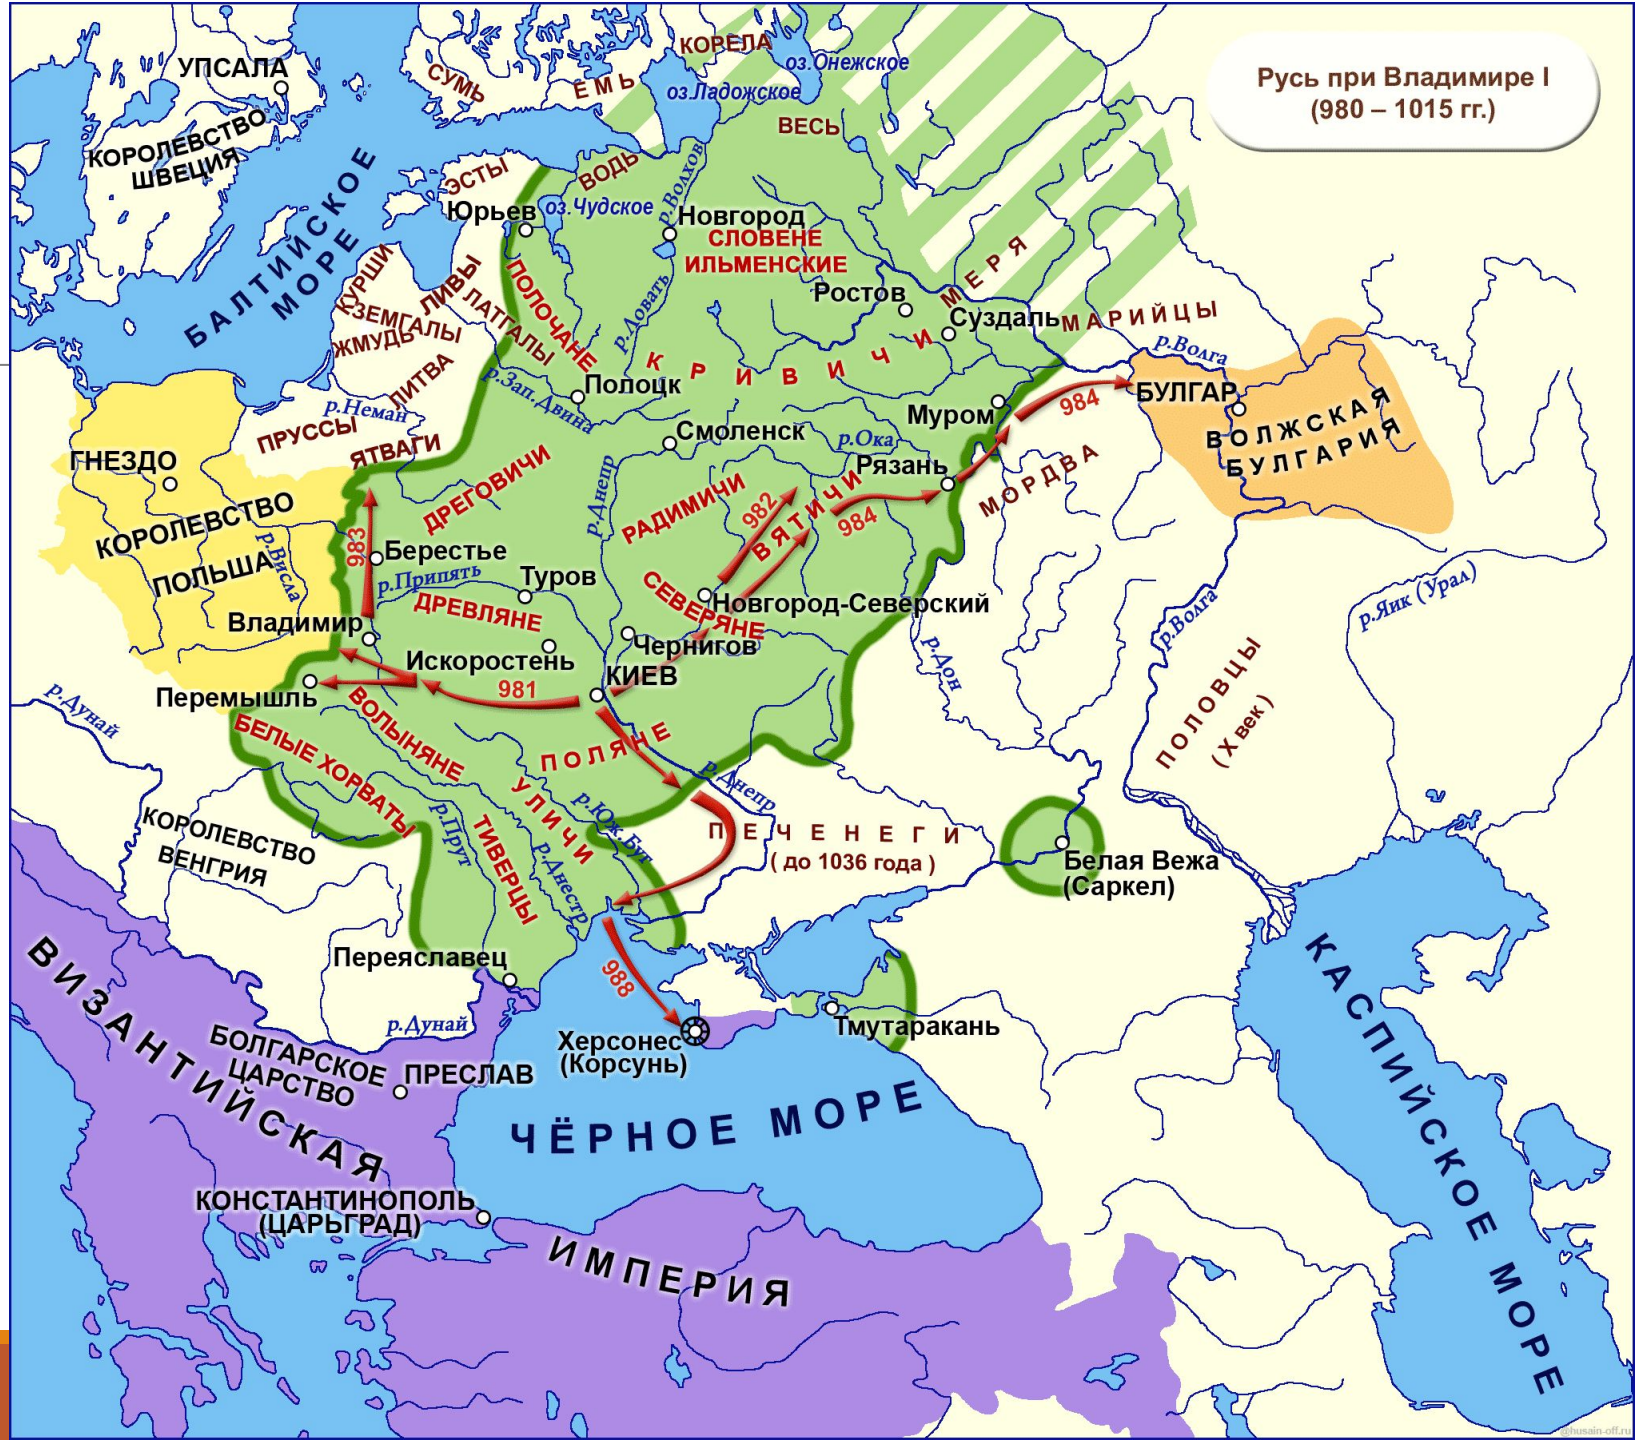 Русь при Владимире I
(980 – 1015 гг.)
УПСАЛА
КОРОЛЕВСТВО
ШВЕЦИЯ
БАЛТИЙСКОЕ
МОРЕ
СУМЬ
ЕМЬ
КОРЕЛА
оз.Онежское
оз.Ладожское
ВЕСЬ
ВОДЬ
ЭСТЫ
Юрьев
оз.Чудское
р.Волхов
Новгород
СЛОВЕНЕ
ИЛЬМЕНСКИЕ
КУРШИ
ЗЕМГАЛЫ
ЖМУДЬ
ЛИВЫ
ЛАТГАЛЫ
ЛИТВА
ПОЛОЧАНЕ
р.Ловать
Ростов
МЕРЯ
Суздаль
МАРИЙЦЫ
р.Волга
КРИВИЧИ
р.Зап.Двина
Полоцк
р.Неман
ПРУССЫ
ЯТВАГИ
Смоленск
р.Ока
Муром
984
БУЛГАР
ВОЛЖСКАЯ
БУЛГАРИЯ
Рязань
МОРДВА
ГНЕЗДО
КОРОЛЕВСТВО
ПОЛЬША
р.Висла
ДРЕГОВИЧИ
р.Днепр
РАДИМИЧИ
982
ВЯТИЧИ
984
983
Берестье
р.Припять
Туров
ДРЕВЛЯНЕ
СЕВЕРЯНЕ
Новгород-Северский
Владимир
Искоростень
Чернигов
КИЕВ
981
Перемышль
р.Дунай
р.Дон
р.Волга
р.Яик (Урал)
ПОЛОВЦЫ
( X век )
ВОЛЫНЯНЕ
БЕЛЫЕ ХОРВАТЫ
ПОЛЯНЕ
УЛИЧИ
р.Днепр
р.Юж.Буг
ТИВЕРЦЫ
р.Прут
р.Днестр
ПЕЧЕНЕГИ
( до 1036 года )
КОРОЛЕВСТВО
ВЕНГРИЯ
Белая Вежа
(Саркел)
Переяславец
988
р.Дунай
Херсонес
(Корсунь)
Тмутаракань
БОЛГАРСКОЕ
ЦАРСТВО
ПРЕСЛАВ
ВИЗАНТИЙСКАЯ
ИМПЕРИЯ
ЧЁРНОЕ МОРЕ
КАСПИЙСКОЕ МОРЕ
КОНСТАНТИНОПОЛЬ
(ЦАРЬГРАД)
@husain-off.ru